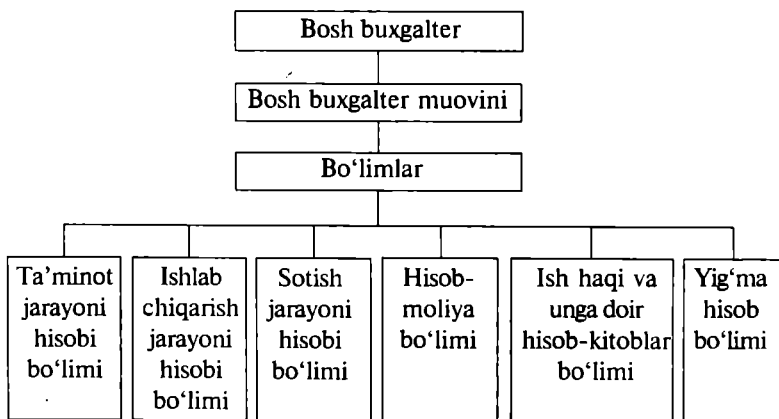 Bosh buxgalter
Bosh buxgalter muovini
Bo‘limlar
Ta’minot
jarayoni
hisobi
bo‘limi
Ishlab
chiqarish
jarayoni
hisobi
bo‘limi
Sotish
jarayoni
hisobi
bo‘limi
Hisob-
moliya
bo‘limi
Ish haqi va
unga doir
hisob-kitoblar
bo‘limi
Yig‘ma
hisob
bo‘limi